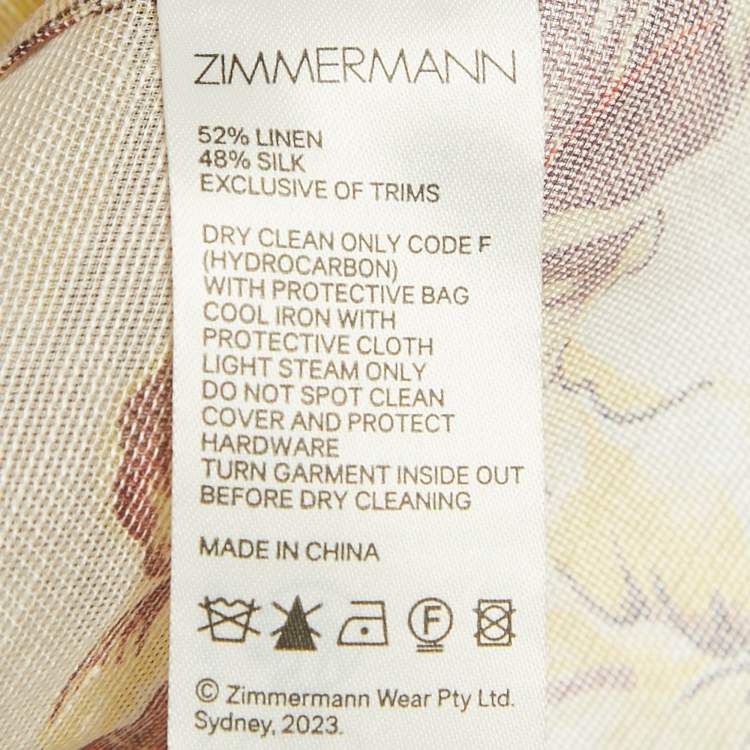 ZIMMERMANN
52% LINEN
48% SILK
EXCLUSIVE OF TRIMS
DRY CLEAN ONLY CODE F
(HYDROCARBON)
WITH PROTECTIVE BAG
COOL IRON WITH
PROTECTIVE CLOTH
LIGHT STEAM ONLY
DO NOT SPOT CLEAN
COVER AND PROTECT
HARDWARE
TURN GARMENT INSIDE OUT
BEFORE DRY CLEANING
MADE IN CHINA
F
© Zimmermann Wear Pty Ltd.
Sydney, 2023.